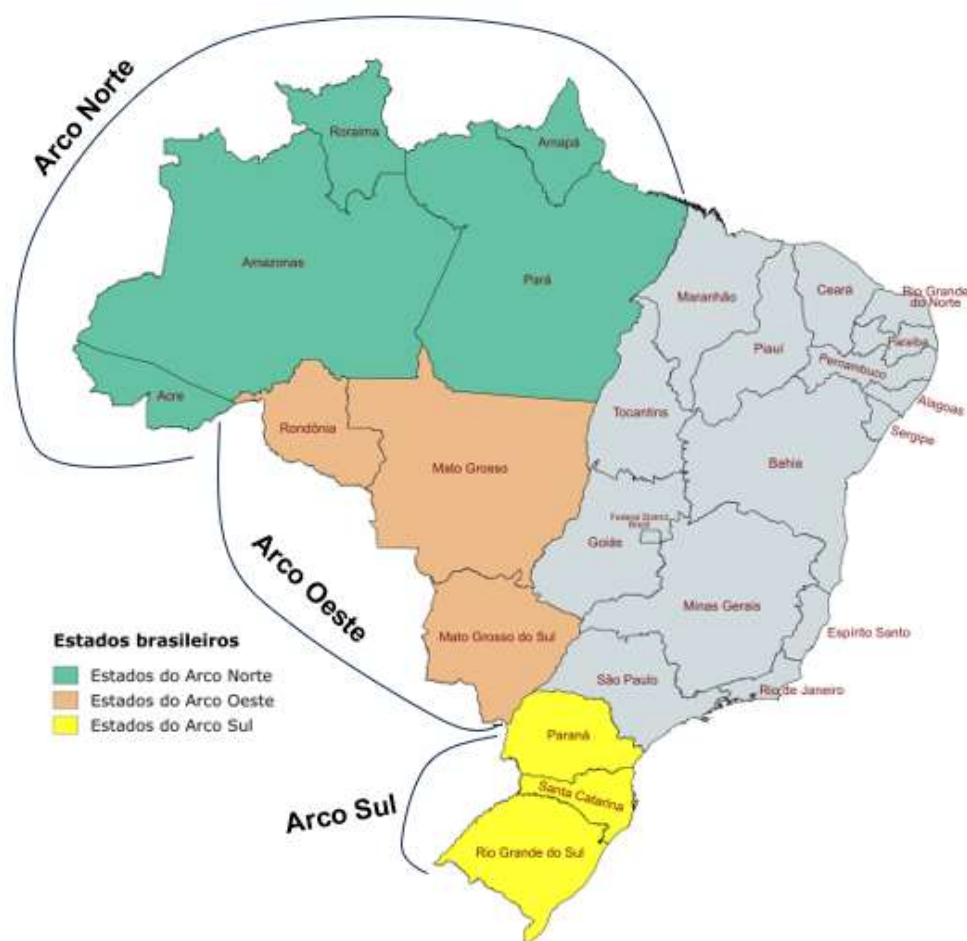 Arco Norte
Roraima
Amapá
Amazonas
Pará
Maranhão
Ceará
Rio Grande
do Norte
Piauí
Paraíba
Pernambuco
Acre
Rondônia
Tocantins
Alagoas
Sergipe
Mato Grosso
Bahia
Goiás
Arco Oeste
Minas Gerais
Mato Grosso do Sul
Espírito Santo
São Paulo
Rio de Janeiro
Estados brasileiros
Estados do Arco Norte
Estados do Arco Oeste
Estados do Arco Sul
Paraná
Santa Catarina
Arco Sul
Rio Grande do Sul